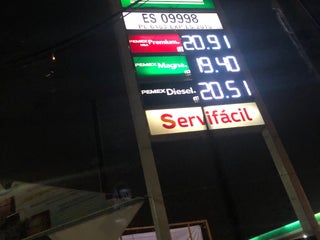 ES 09998
PEMEX Premium 20.91
PEMEX Magna 19.40
PEMEX Diesel 20.51
Servifácil